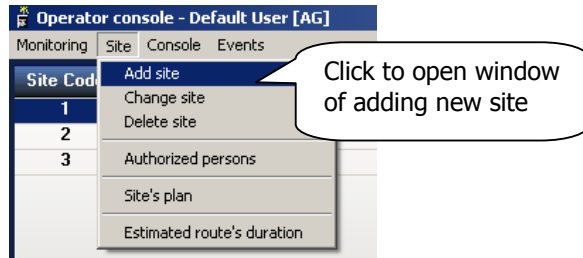 Operator console - Default User [AG]
Monitoring Site Console Events
Site Code
Add site
Click to open window
of adding new site
1
Change site
2
Delete site
3
Authorized persons
Site's plan
Estimated route's duration